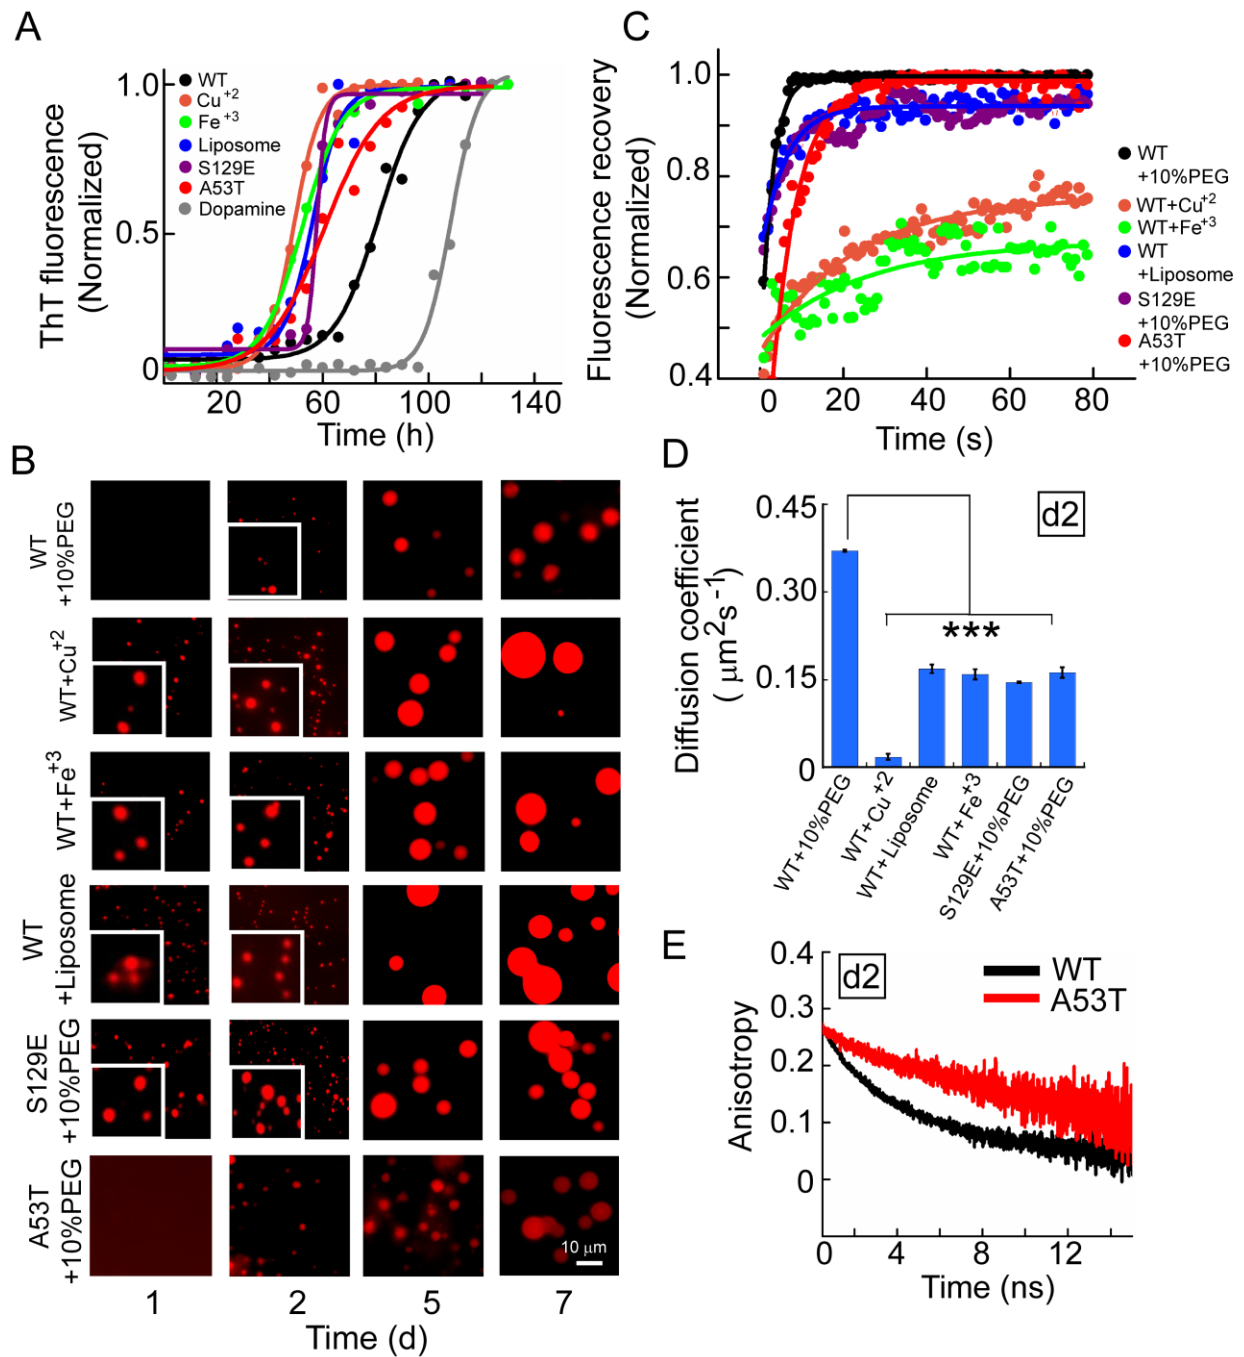 A
ThT fluorescence
(Normalized)
1.0
0.5
0
WT
Cu+2
Fe+3
Liposome
S129E
A53T
Dopamine
20
60
100
140
Time (h)
B
WT
+10%PEG
WT+Cu+2
WT+Fe+3
WT
+Liposome
S129E
+10%PEG
A53T
+10%PEG
10 μm
1
2
5
7
Time (d)
C
Fluorescence recovery
(Normalized)
1.0
0.8
0.6
0.4
0
20
40
60
80
Time (s)
WT
+10%PEG
WT+Cu+2
WT+Fe+3
WT
+Liposome
S129E
+10%PEG
A53T
+10%PEG
D
Diffusion coefficient
( μm2s-1)
0.45
0.30
0.15
0
d2
***
WT+10%PEG
WT+Cu+2
WT+Liposome
WT+Fe+3
S129E+10%PEG
A53T+10%PEG
E
Anisotropy
0.4
0.3
0.2
0.1
0
d2
WT
A53T
0
4
8
12
Time (ns)